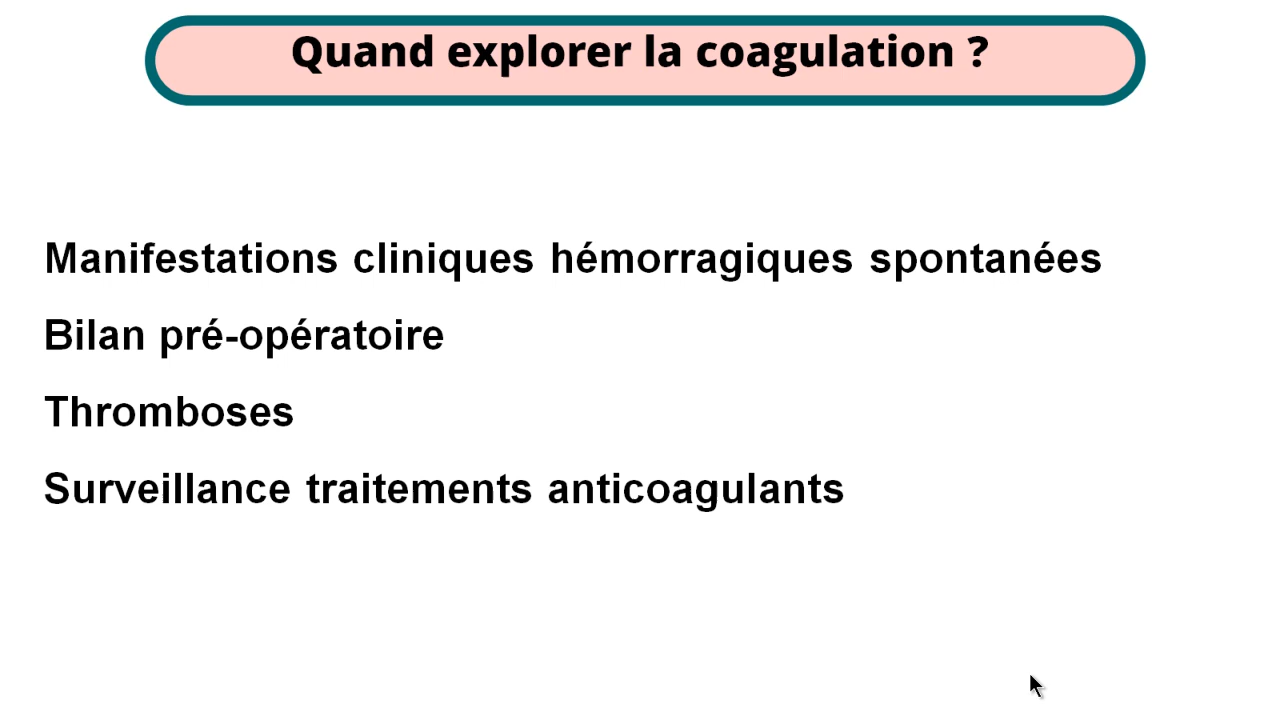 Quand explorer la coagulation ?
Manifestations cliniques hémorragiques spontanées
Bilan pré-opératoire
Thromboses
Surveillance traitements anticoagulants